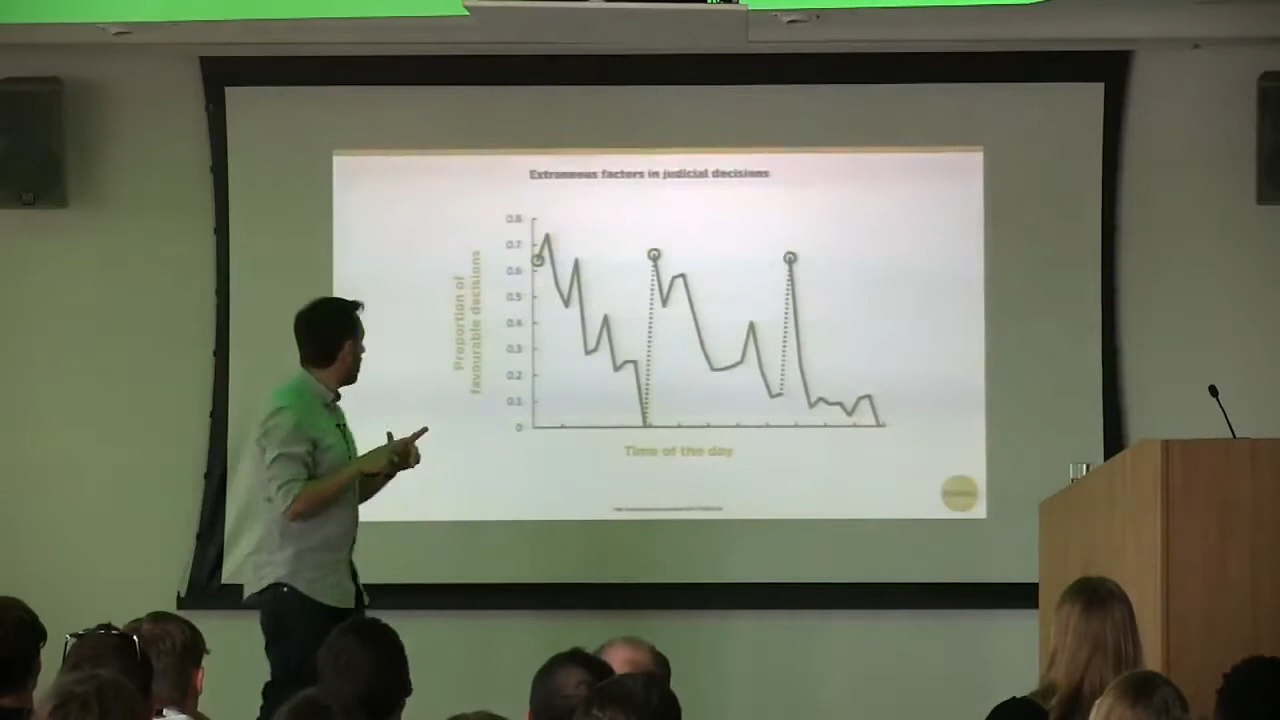 Extraneous factors in judicial decisions
Proportion of
favourable decisions
0.8
0.7
0.6
0.5
0.4
0.3
0.2
0.1
0
Time of the day